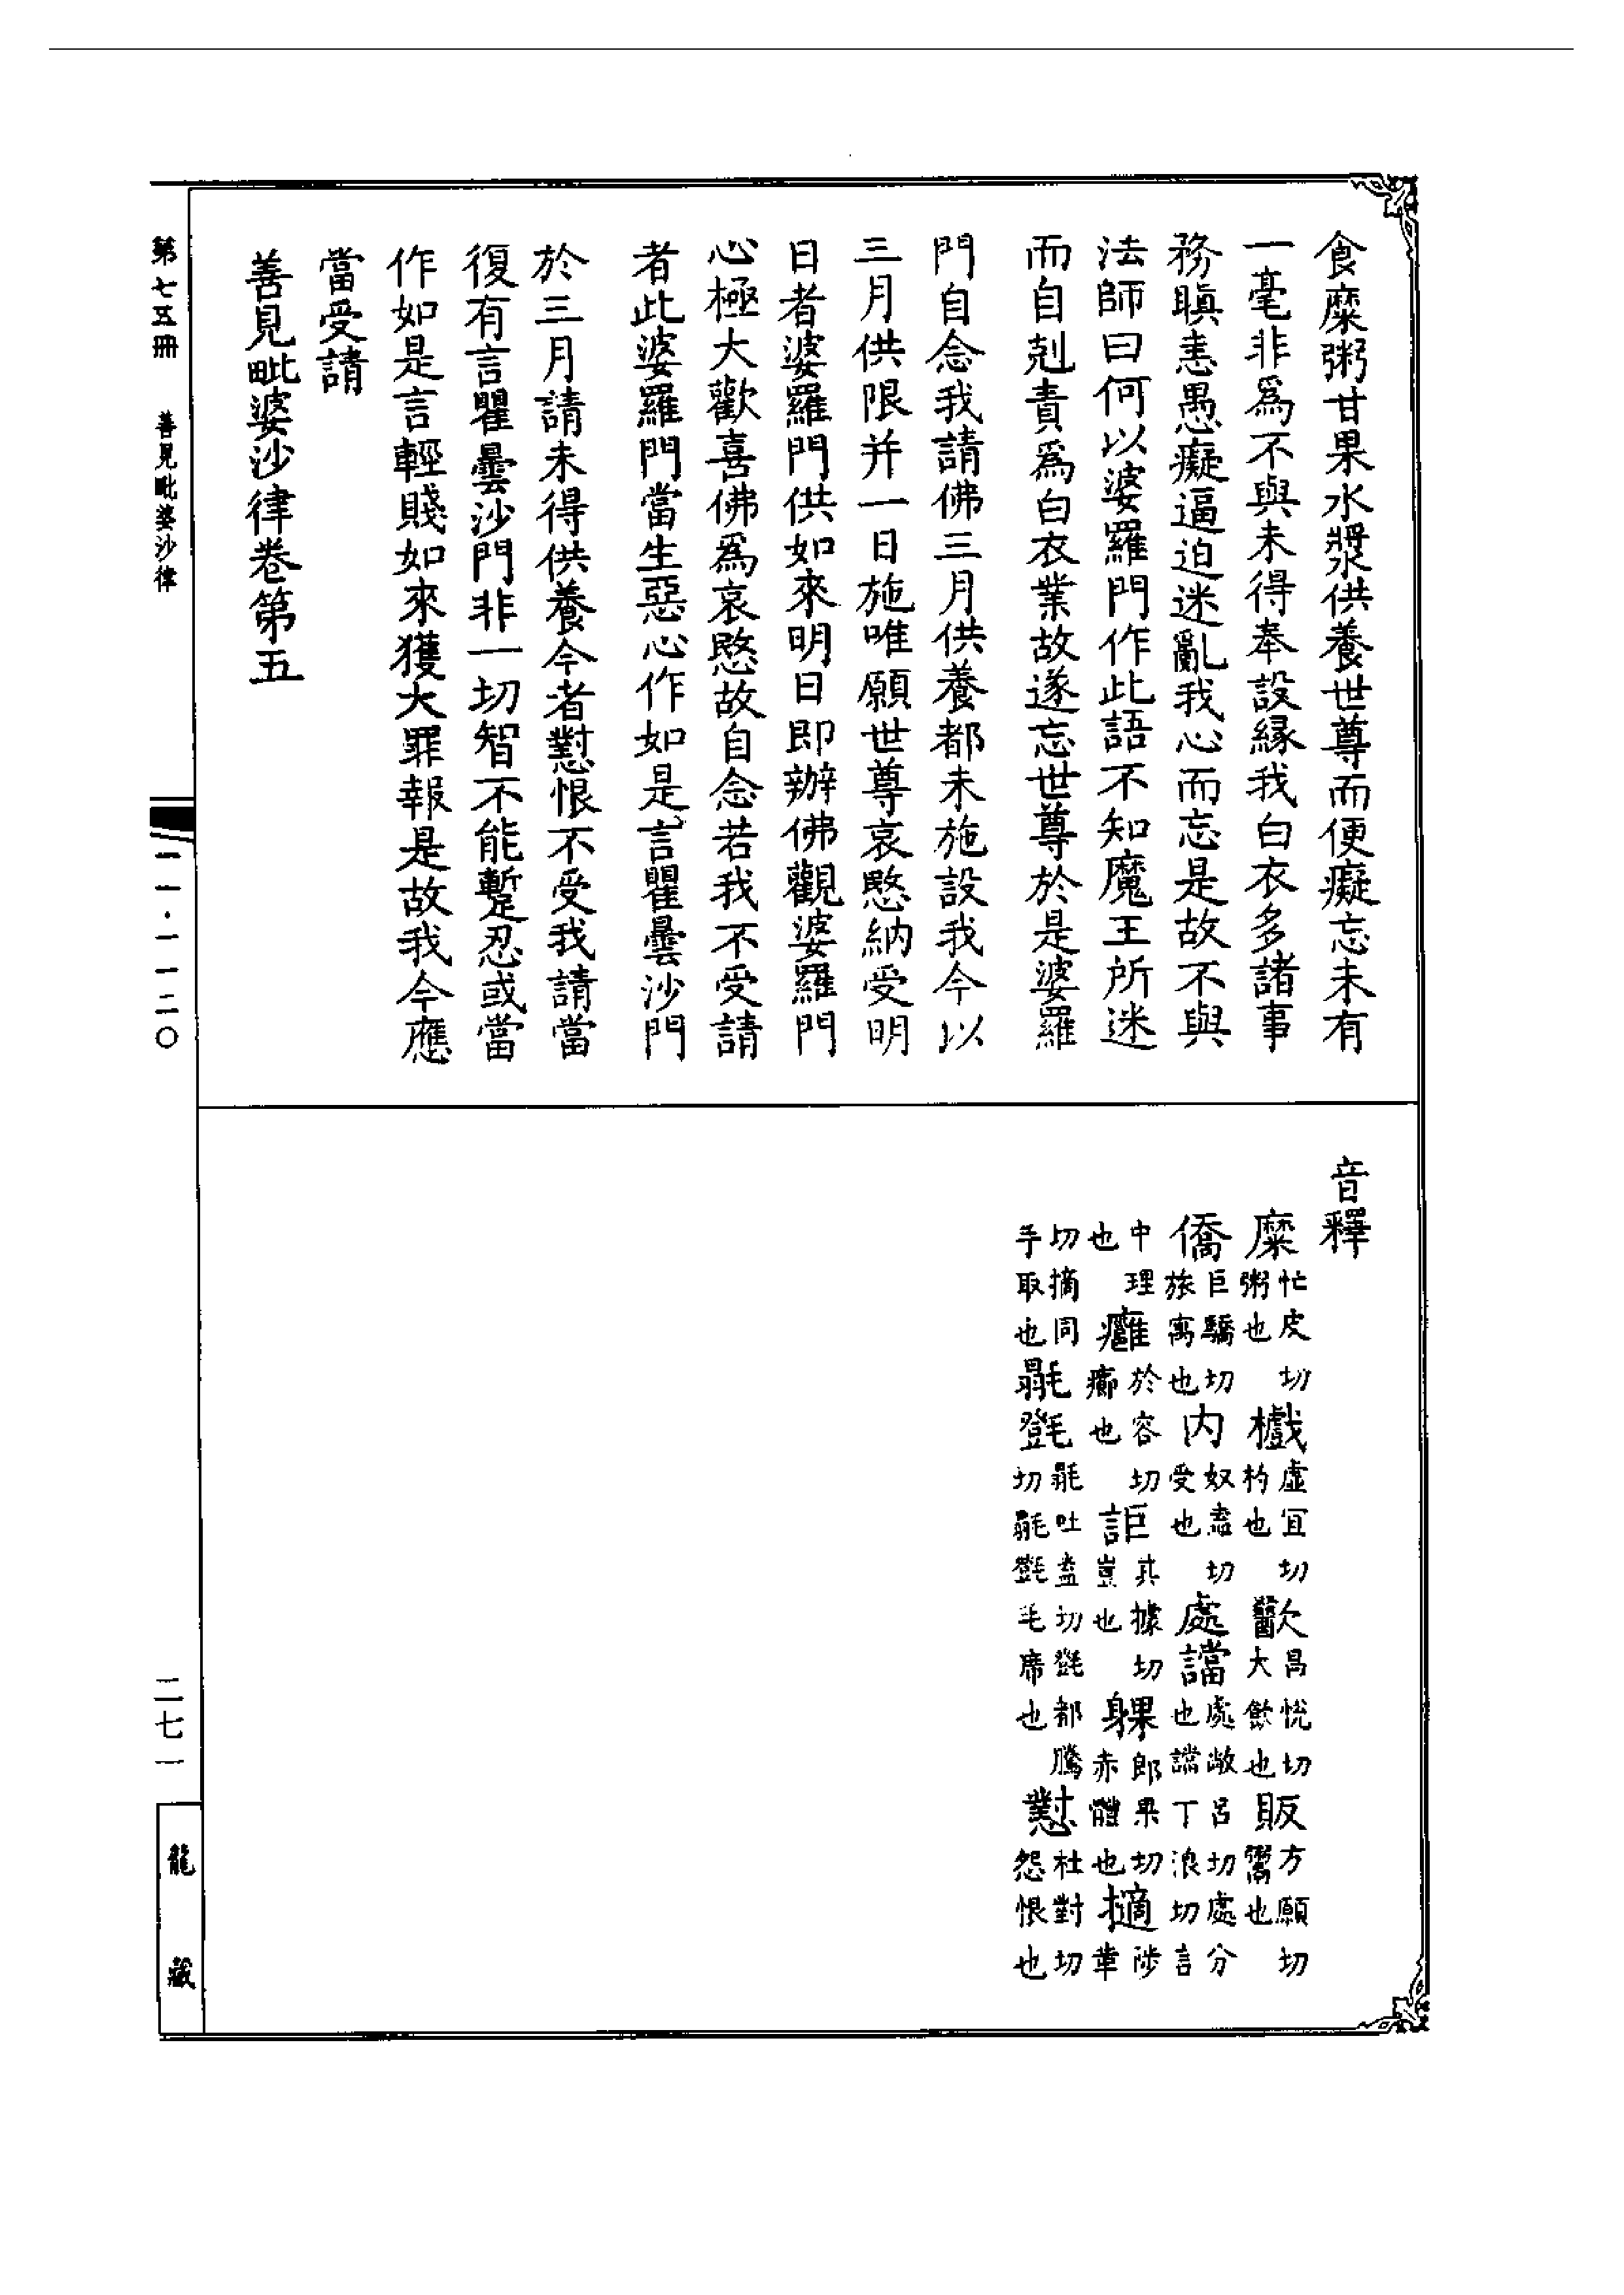 食糜粥甘果水漿供養世尊而便癡忘未有
一毫非爲不與未得奉設緣我白衣多諸事
務瞋恚愚癡逼迫迷亂我心而忘是故不與
法師曰何以婆羅門作此語不知魔王所迷
而自剋責爲白衣業故遂忘世尊於是婆羅
門自念我請佛三月供養都未施設我今以
三月供限并一日施唯願世尊哀愍納受明
日者婆羅門供如來明日即辦佛觀婆羅門
心極大歡喜佛爲哀愍故自念若我不受請
者此婆羅門當生惡心作如是言瞿曇沙門
於三月請未得供養今者懟恨不受我請當
復有言瞿曇沙門非一切智不能蹔忍或當
作如是言輕賤如來獲大罪報是故我今應
當受請
善見毗婆沙律卷第五
音釋
糜忙皮切粥也 㰕虛宜切杓也 歠昌悅切大飲也 販方願切鬻也
僑巨驕切旅寓也 内奴盍切受也 處譡處敞呂切處分也譡丁浪切言
中理也 癰於容切癤也 詎其據切豈也 躶郎果切赤體也 擿陟革
切摘同手取也 毾㲪毾吐盍切㲪都騰切毾㲪毛席也 懟杜對切怨恨也
第七五冊 善見毗婆沙律 一一·一一二〇 二七一 龍藏